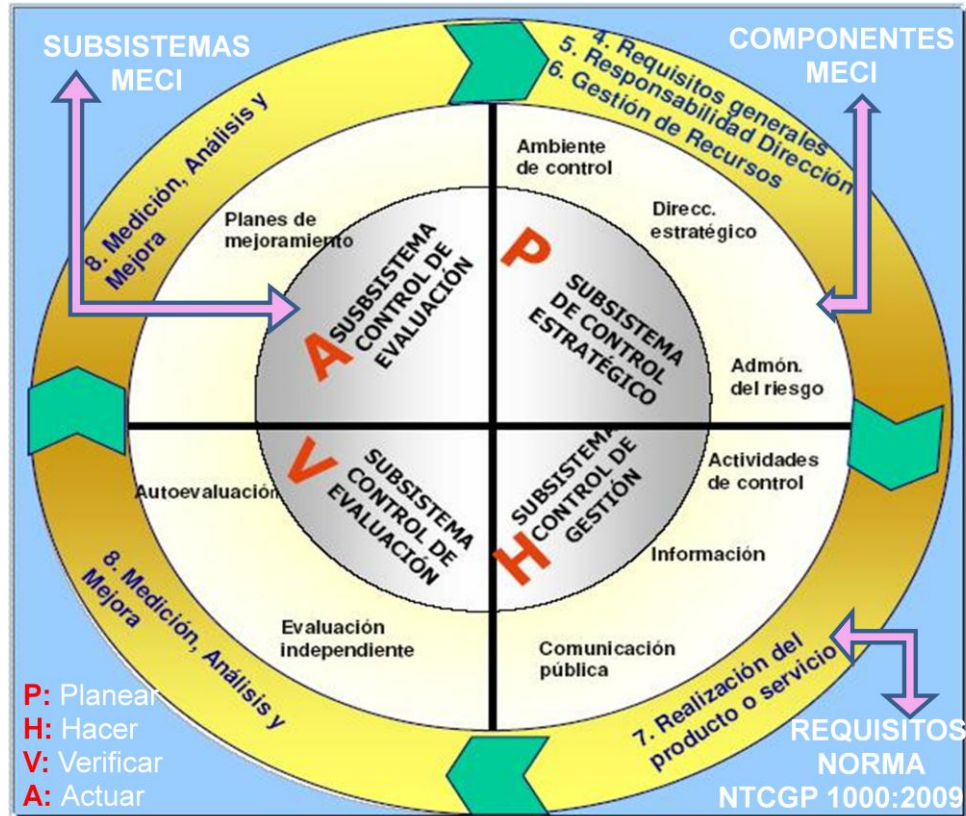 SUBSISTEMAS
MECI
COMPONENTES
MECI
4. Requisitos generales
5. Responsabilidad Dirección
6. Gestión de Recursos
8. Medición, Análisis y
Mejora
Ambiente
de control
Direcc.
estratégico
Admón.
del riesgo
Planes de
mejoramiento
A
SUSBSISTEMA
CONTROL DE
EVALUACIÓN
P
SUBSISTEMA
DE CONTROL
ESTRATÉGICO
V
SUBSISTEMA
CONTROL DE
EVALUACIÓN
H
SUBSISTEMA
CONTROL DE
GESTIÓN
Actividades
de control
Información
Comunicación
pública
Autoevaluación
Evaluación
independiente
8. Medición, Análisis y
Mejora
7. Realización del
producto o servicio
P: Planear
H: Hacer
V: Verificar
A: Actuar
REQUISITOS
NORMA
NTCGP 1000:2009